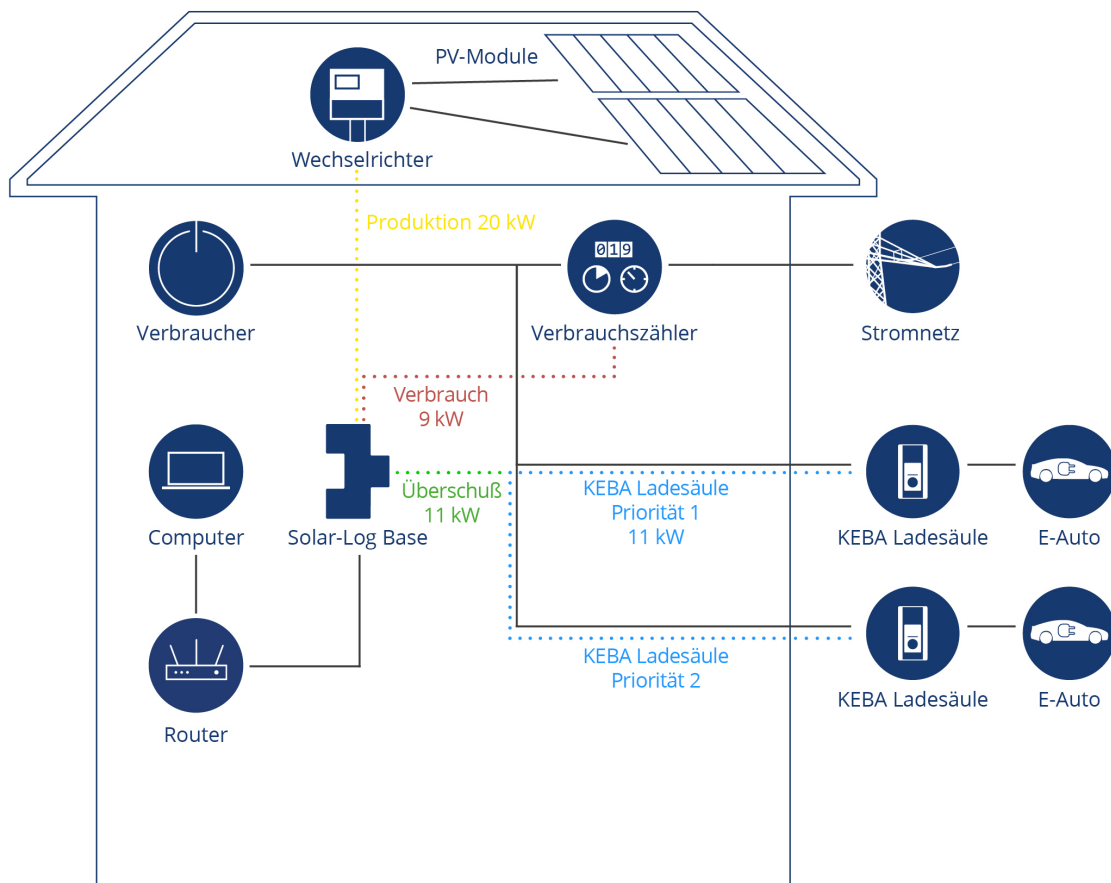 PV-Module
Wechselrichter
Produktion 20 kW
019
Verbraucher
Verbrauchszähler
Stromnetz
Verbrauch
9 kW
Überschuß
11 kW
KEBA Ladesäule
Priorität 1
11 kW
Computer
Solar-Log Base
KEBA Ladesäule
E-Auto
KEBA Ladesäule
Priorität 2
KEBA Ladesäule
E-Auto
Router